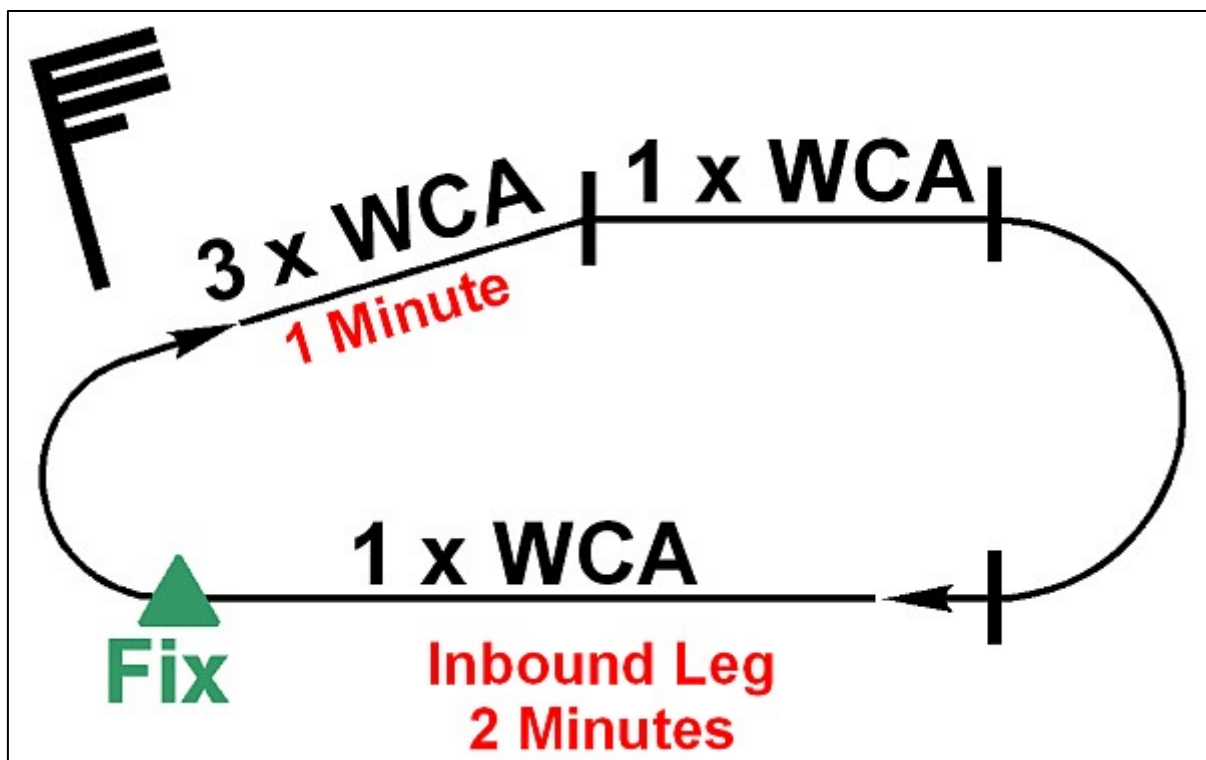 3 x WCA
1 Minute
1 x WCA
1 x WCA
Fix
Inbound Leg
2 Minutes